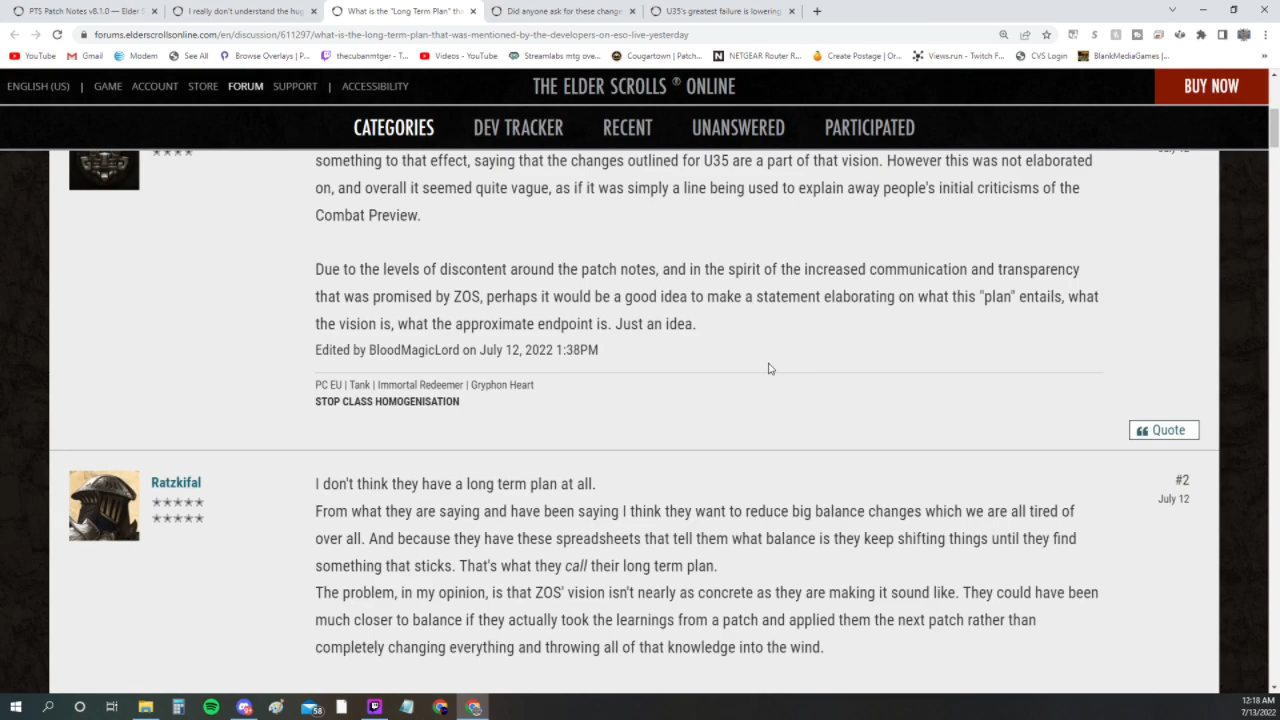 PTS Patch Notes v8.1.0 — Elder S
I really don't understand the hug
What is the "Long Term Plan" tha
Did anyone ask for these change
U35's greatest failure is lowering
forums.elderscrollsonline.com/en/discussion/611297/what-is-the-long-term-plan-that-was-mentioned-by-the-developers-on-eso-live-yesterday
YouTube
Gmail
Modem
See All
Browse Overlays | P...
thecubanmtger - T...
Videos - YouTube
Streamlabs mtg ove...
Cougartown | Patch...
NETGEAR Router R...
Create Postage | Or...
Views.run - Twitch F...
CVS Login
BlankMediaGames |...
»
ENGLISH (US) | GAME ACCOUNT STORE FORUM SUPPORT | ACCESSIBILITY
THE ELDER SCROLLS ® ONLINE
BUY NOW
CATEGORIES DEV TRACKER RECENT UNANSWERED PARTICIPATED
something to that effect, saying that the changes outlined for U35 are a part of that vision. However this was not elaborated
on, and overall it seemed quite vague, as if it was simply a line being used to explain away people's initial criticisms of the
Combat Preview.
Due to the levels of discontent around the patch notes, and in the spirit of the increased communication and transparency
that was promised by ZOS, perhaps it would be a good idea to make a statement elaborating on what this "plan" entails, what
the vision is, what the approximate endpoint is. Just an idea.
Edited by BloodMagicLord on July 12, 2022 1:38PM
PC EU | Tank | Immortal Redeemer | Gryphon Heart
STOP CLASS HOMOGENISATION
Quote
Ratzkifal
#2
July 12
I don't think they have a long term plan at all.
From what they are saying and have been saying I think they want to reduce big balance changes which we are all tired of
over all. And because they have these spreadsheets that tell them what balance is they keep shifting things until they find
something that sticks. That's what they call their long term plan.
The problem, in my opinion, is that ZOS' vision isn't nearly as concrete as they are making it sound like. They could have been
much closer to balance if they actually took the learnings from a patch and applied them the next patch rather than
completely changing everything and throwing all of that knowledge into the wind.
58
12:18 AM
7/13/2022